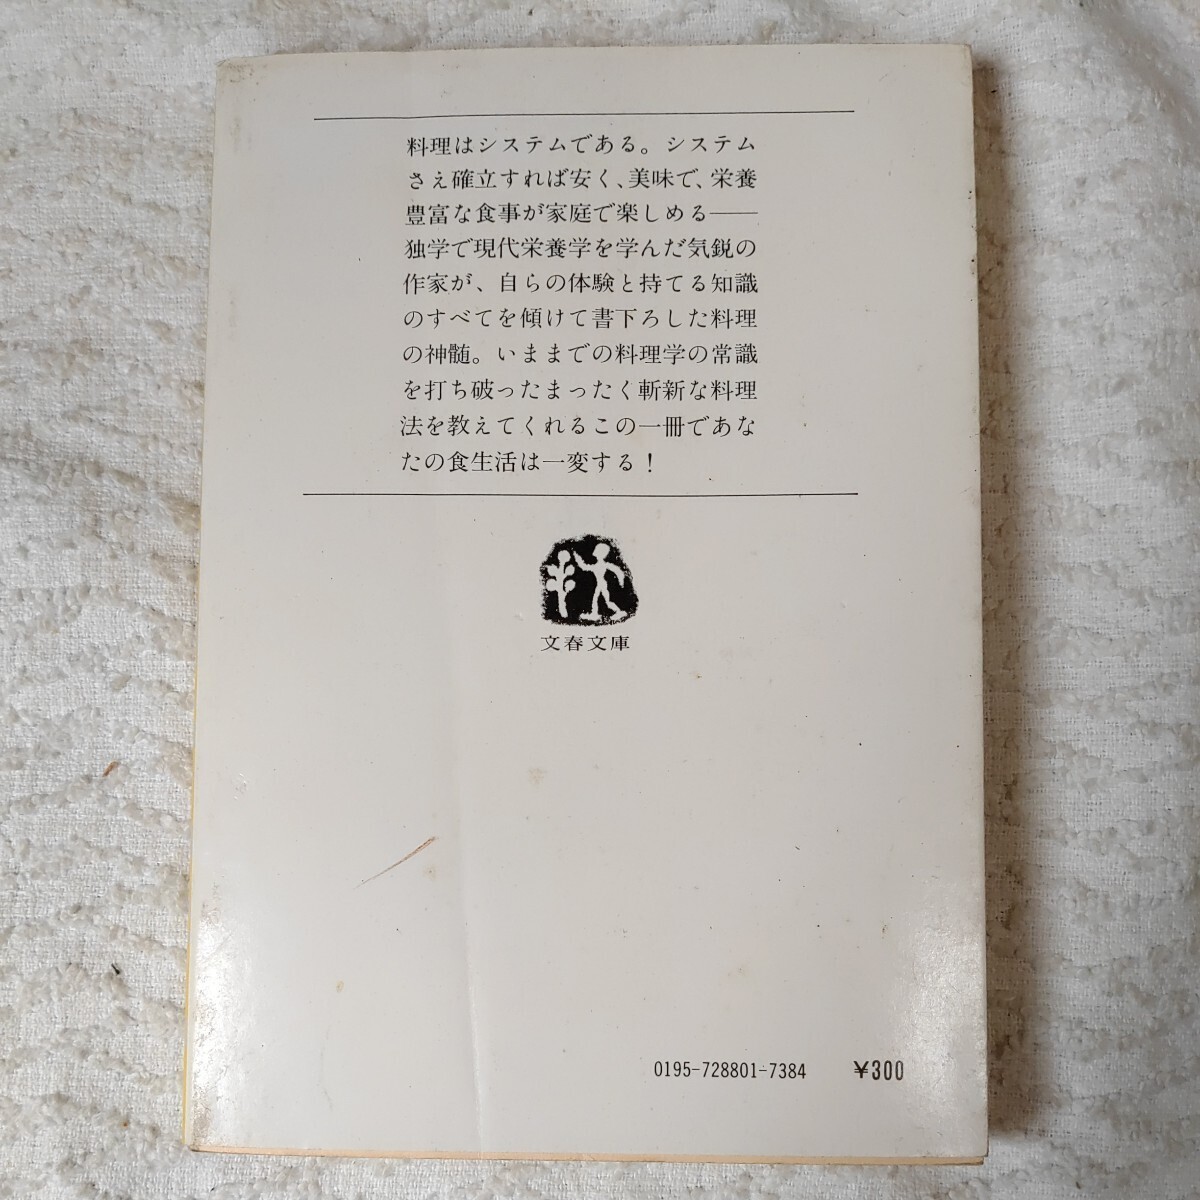 料理はシステムである。システム
さえ確立すれば安く、美味で、栄養
豊富な食事が家庭で楽しめる――
独学で現代栄養学を学んだ気鋭の
作家が、自らの体験と持てる知識
のすべてを傾けて書下ろした料理
の神髄。いままでの料理学の常識
を打ち破ったまったく斬新な料理
法を教えてくれるこの一冊であな
たの食生活は一変する！
文春文庫
0195-728801-7384 ¥300